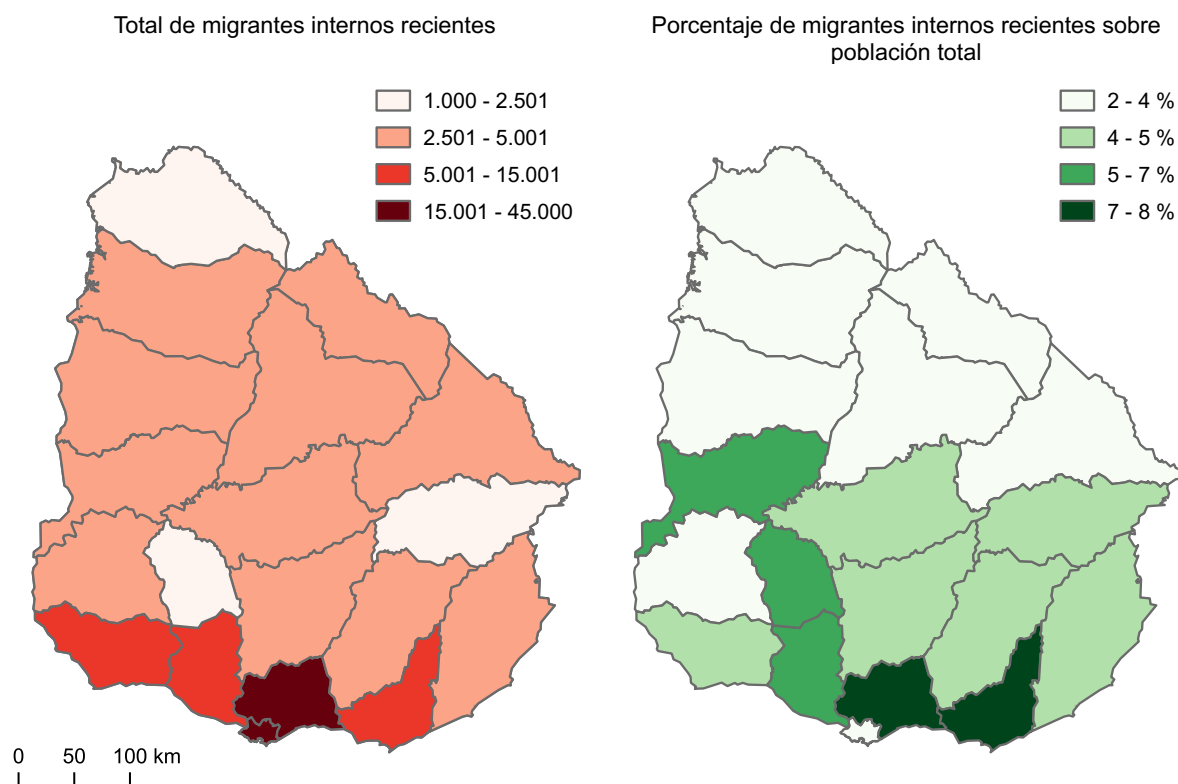 Total de migrantes internos recientes
1.000 - 2.501
2.501 - 5.001
5.001 - 15.001
15.001 - 45.000
0 50 100 km
Porcentaje de migrantes internos recientes sobre
población total
2 - 4 %
4 - 5 %
5 - 7 %
7 - 8 %